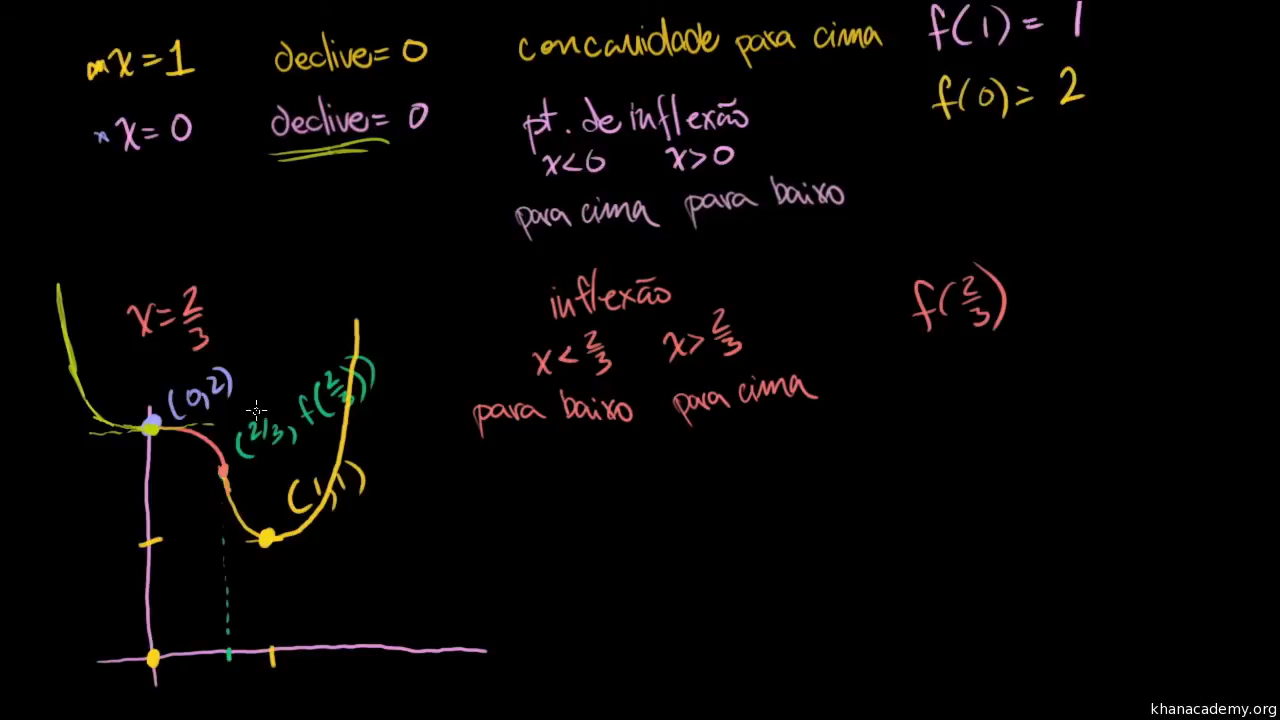 em x = 1 declive = 0 concavidade para cima f(1) = 1
x = 0 declive = 0 pt. de inflexão f(0) = 2
x < 0 x > 0
para cima para baixo
x = 2/3 inflexão f(2/3)
x < 2/3 x > 2/3
para baixo para cima
(0,2)
(2/3, f(2/3))
(1,1)
khanacademy.org